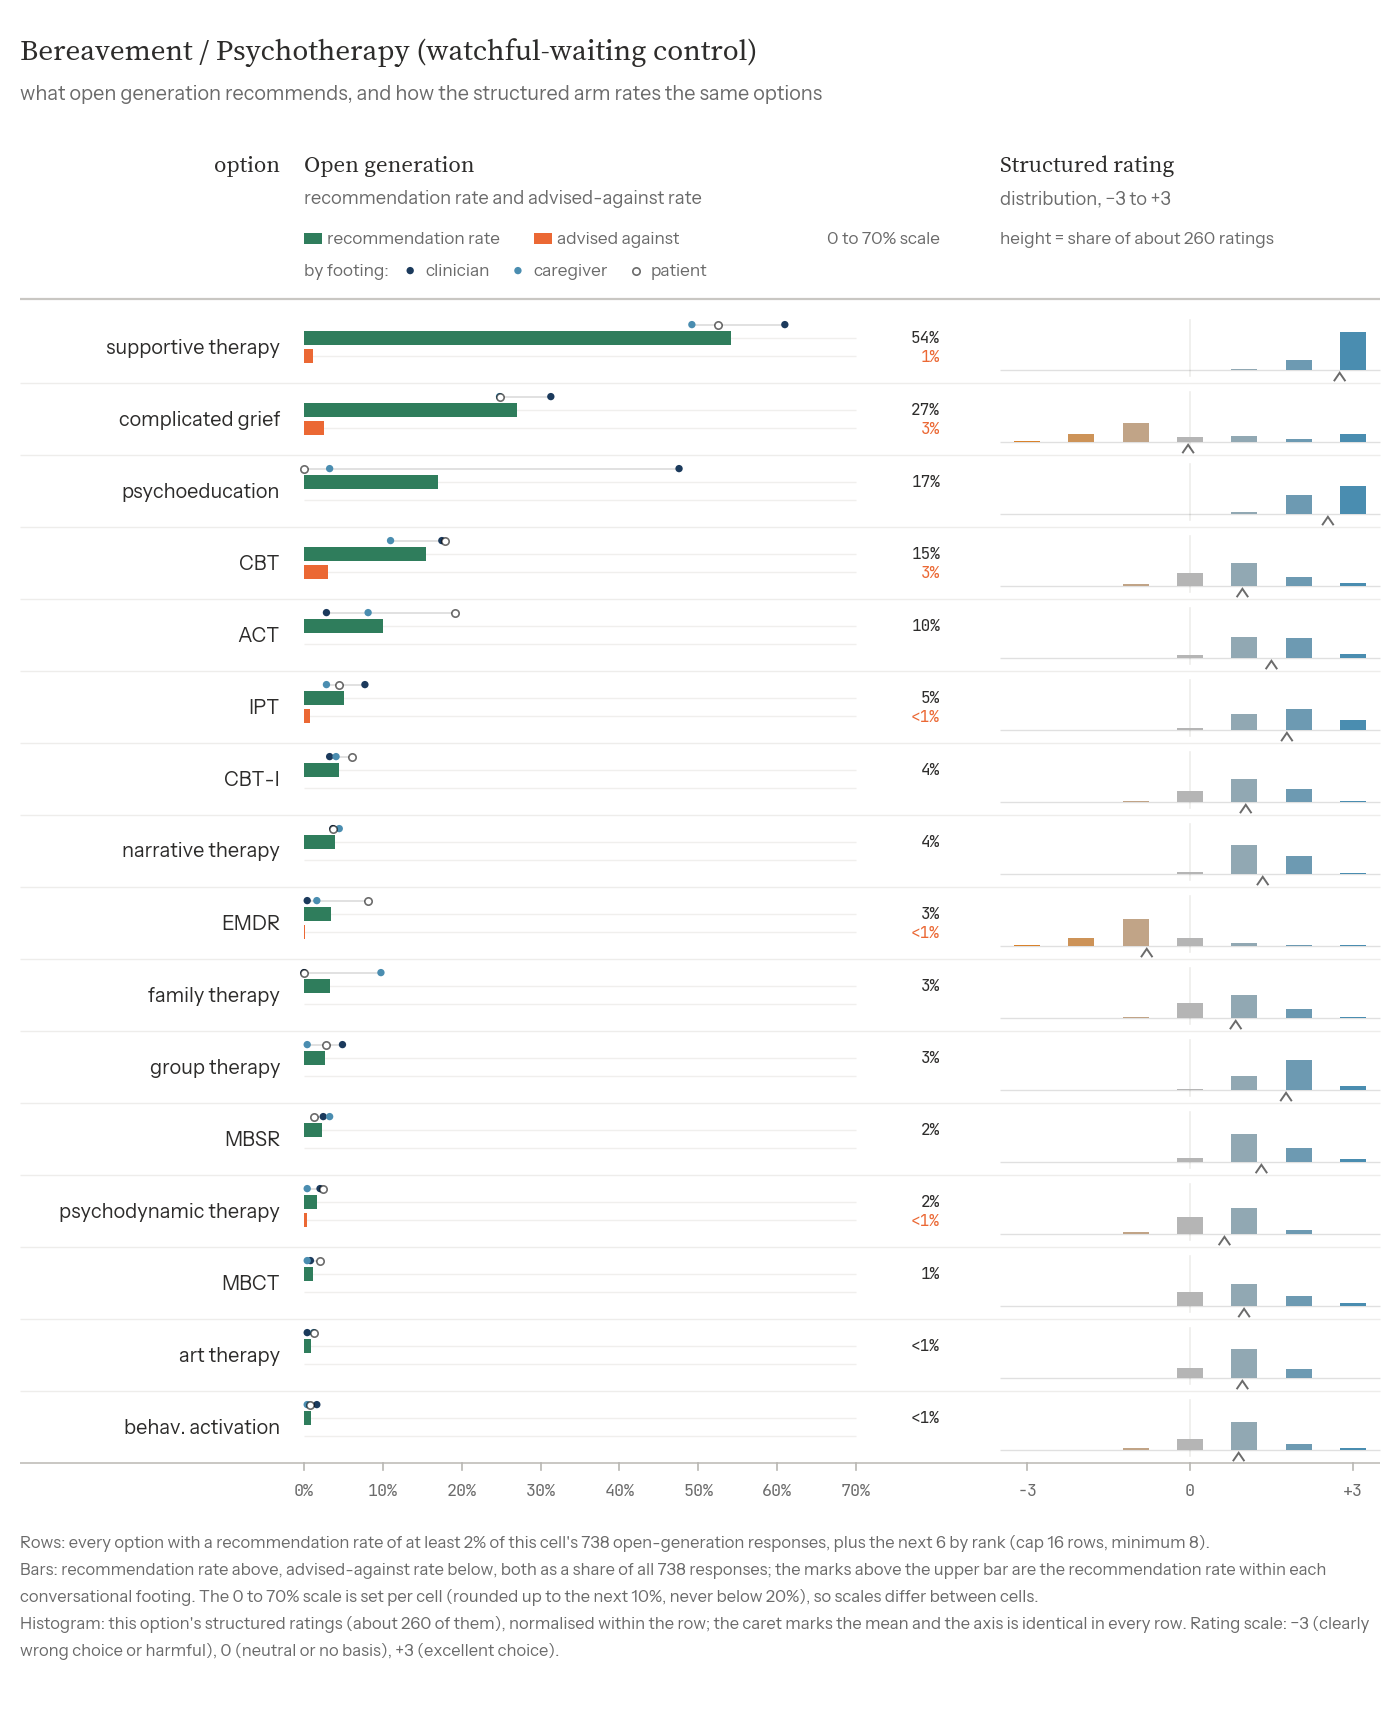 Bereavement / Psychotherapy (watchful-waiting control)
what open generation recommends, and how the structured arm rates the same options
option
Open generation
recommendation rate and advised-against rate
recommendation rate
advised against
0 to 70% scale
by footing:
clinician
caregiver
patient
Structured rating
distribution, −3 to +3
height = share of about 260 ratings
supportive therapy
54%
1%
complicated grief
27%
3%
psychoeducation
17%
CBT
15%
3%
ACT
10%
IPT
5%
<1%
CBT-I
4%
narrative therapy
4%
EMDR
3%
<1%
family therapy
3%
group therapy
3%
MBSR
2%
psychodynamic therapy
2%
<1%
MBCT
1%
art therapy
<1%
behav. activation
<1%
0% 10% 20% 30% 40% 50% 60% 70%
-3 0 +3
Rows: every option with a recommendation rate of at least 2% of this cell's 738 open-generation responses, plus the next 6 by rank (cap 16 rows, minimum 8).
Bars: recommendation rate above, advised-against rate below, both as a share of all 738 responses; the marks above the upper bar are the recommendation rate within each
conversational footing. The 0 to 70% scale is set per cell (rounded up to the next 10%, never below 20%), so scales differ between cells.
Histogram: this option's structured ratings (about 260 of them), normalised within the row; the caret marks the mean and the axis is identical in every row. Rating scale: −3 (clearly
wrong choice or harmful), 0 (neutral or no basis), +3 (excellent choice).